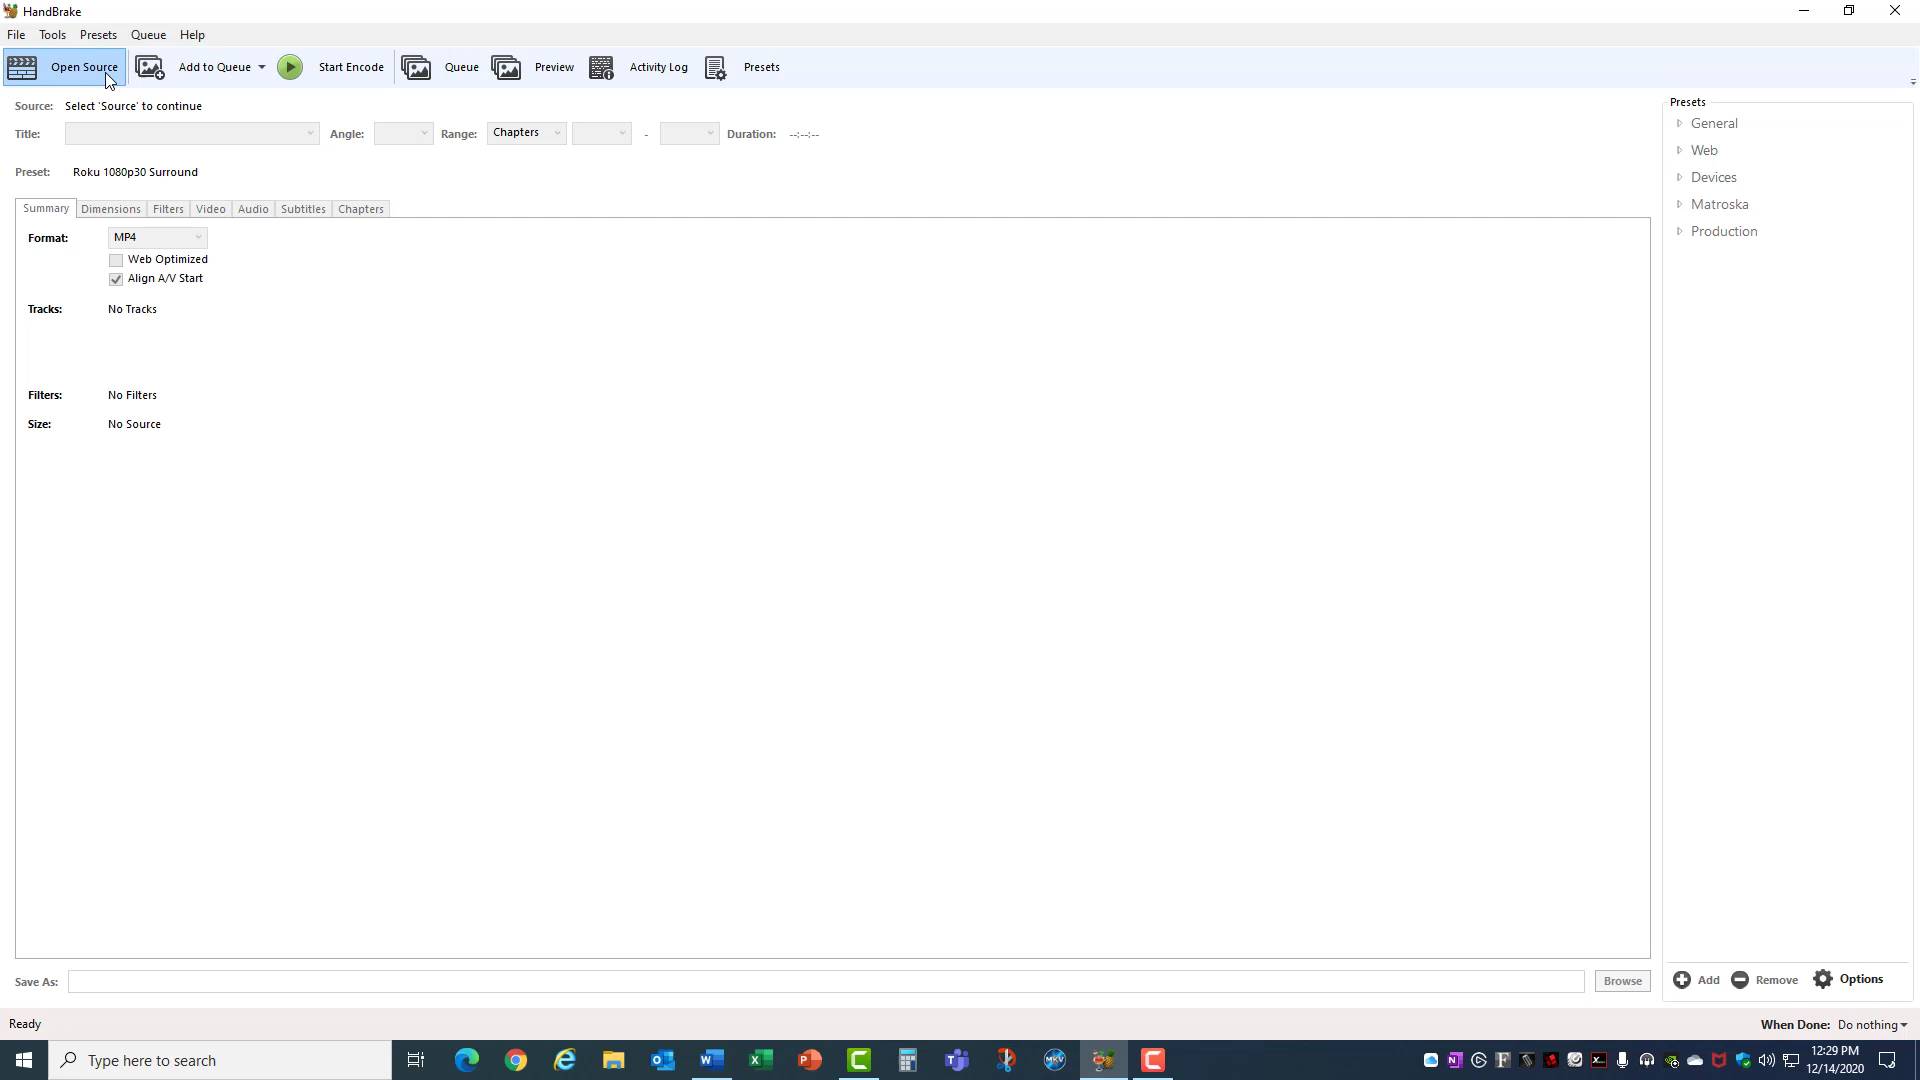 HandBrake
File Tools Presets Queue Help
Open Source Add to Queue Start Encode Queue Preview Activity Log Presets
Source: Select 'Source' to continue
Title: Angle: Range: Chapters - Duration: --:--:--
Preset: Roku 1080p30 Surround
Summary Dimensions Filters Video Audio Subtitles Chapters
Format: MP4
Web Optimized
Align A/V Start
Tracks: No Tracks
Filters: No Filters
Size: No Source
Save As: Browse
Presets
General
Web
Devices
Matroska
Production
Add Remove Options
Ready
When Done: Do nothing
Type here to search
12:29 PM
12/14/2020